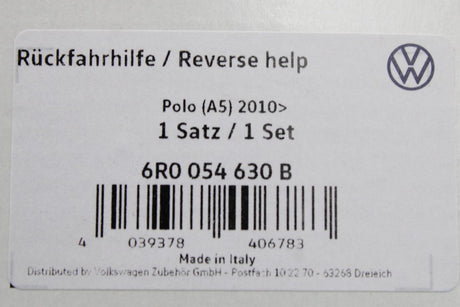 Rückfahrhilfe / Reverse help
Polo (A5) 2010>
1 Satz / 1 Set
6R0 054 630 B
4 039378 406783
Made in Italy
Distributed by Volkswagen Zubehör GmbH - Postfach 10 22 70 - 63268 Dreieich